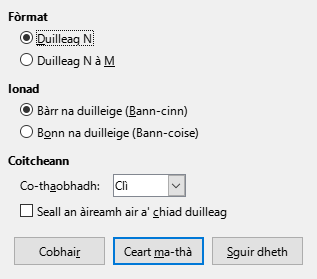 Fòrmat
Duilleag N
Duilleag N à M
Ionad
Bàrr na duilleige (Bann-cinn)
Bonn na duilleige (Bann-coise)
Coitcheann
Co-thaobhadh: Clì
Seall an àireamh air a' chiad duilleag
Cobhair Ceart ma-thà Sguir dheth